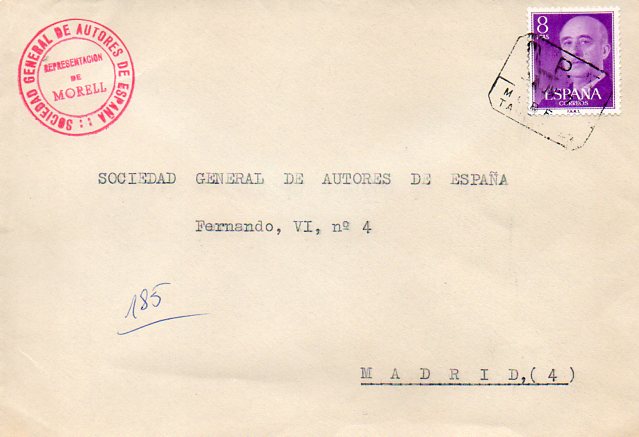 SOCIEDAD GENERAL DE AUTORES DE ESPAÑA ::
REPRESENTACION
DE
MORELL
8
PTS
ESPAÑA
CORREOS
F.N.M.T.
P.
SOCIEDAD GENERAL DE AUTORES DE ESPAÑA
Fernando, VI, nº 4
185
M A D R I D,(4)